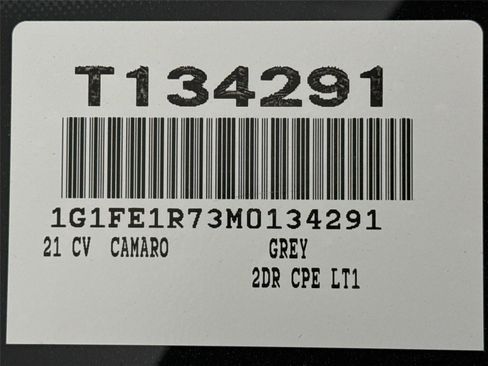 T134291
1G1FE1R73M0134291
21 CV CAMARO GREY
2DR CPE LT1